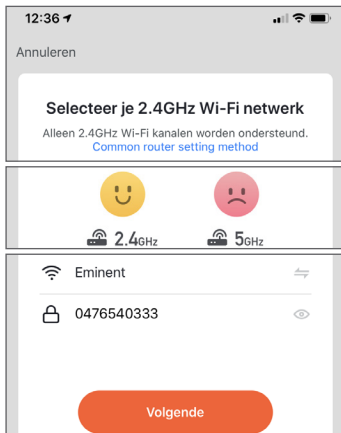 12:36
Annuleren
Selecteer je 2.4GHz Wi-Fi netwerk
Alleen 2.4GHz Wi-Fi kanalen worden ondersteund.
Common router setting method
2.4GHz 5GHz
Eminent
0476540333
Volgende